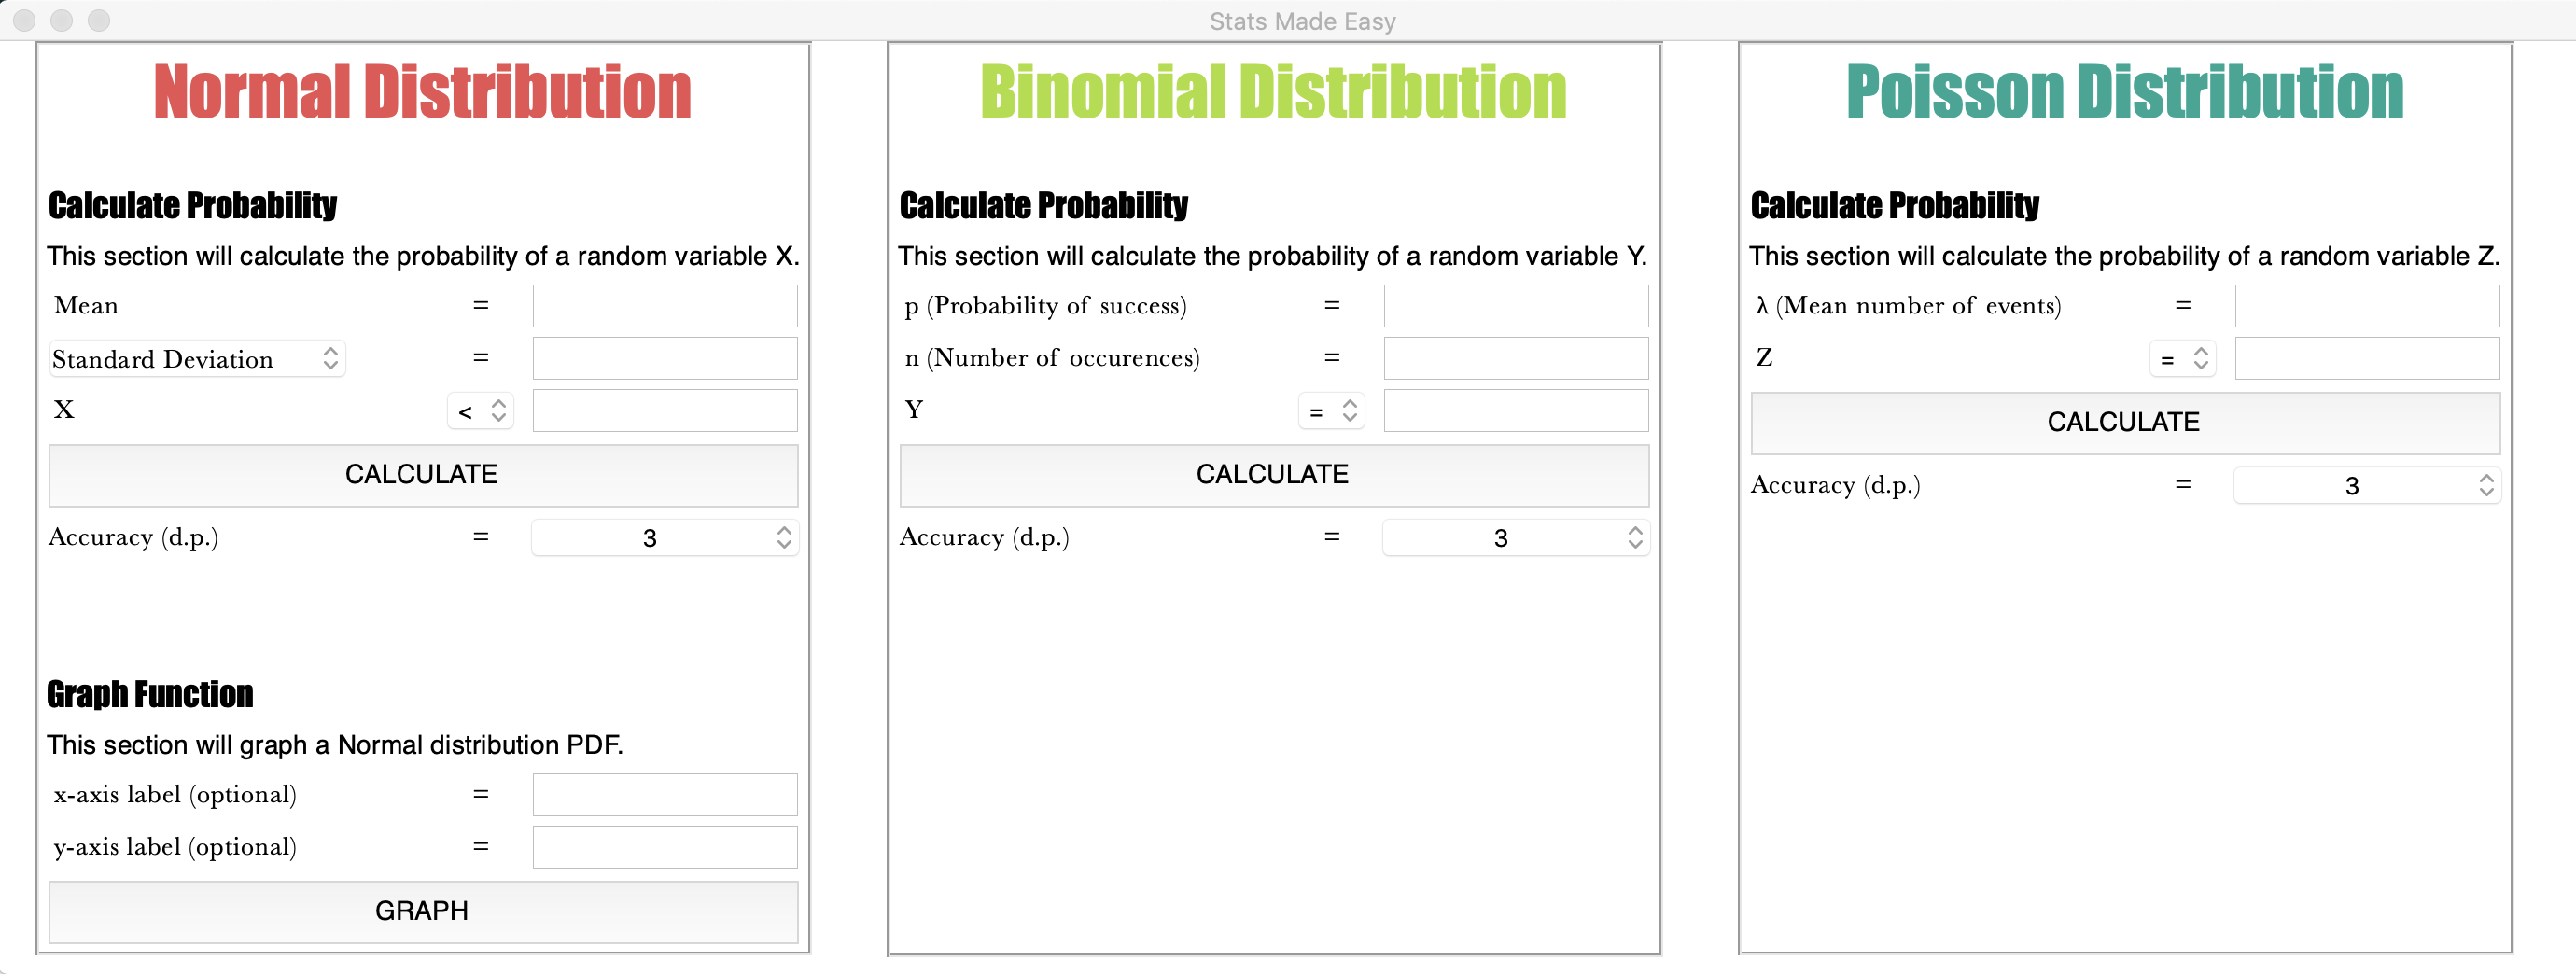 Stats Made Easy
Normal Distribution
Calculate Probability
This section will calculate the probability of a random variable X.
Mean =
Standard Deviation =
X <
CALCULATE
Accuracy (d.p.) = 3
Graph Function
This section will graph a Normal distribution PDF.
x-axis label (optional) =
y-axis label (optional) =
GRAPH
Binomial Distribution
Calculate Probability
This section will calculate the probability of a random variable Y.
p (Probability of success) =
n (Number of occurences) =
Y =
CALCULATE
Accuracy (d.p.) = 3
Poisson Distribution
Calculate Probability
This section will calculate the probability of a random variable Z.
λ (Mean number of events) =
Z =
CALCULATE
Accuracy (d.p.) = 3